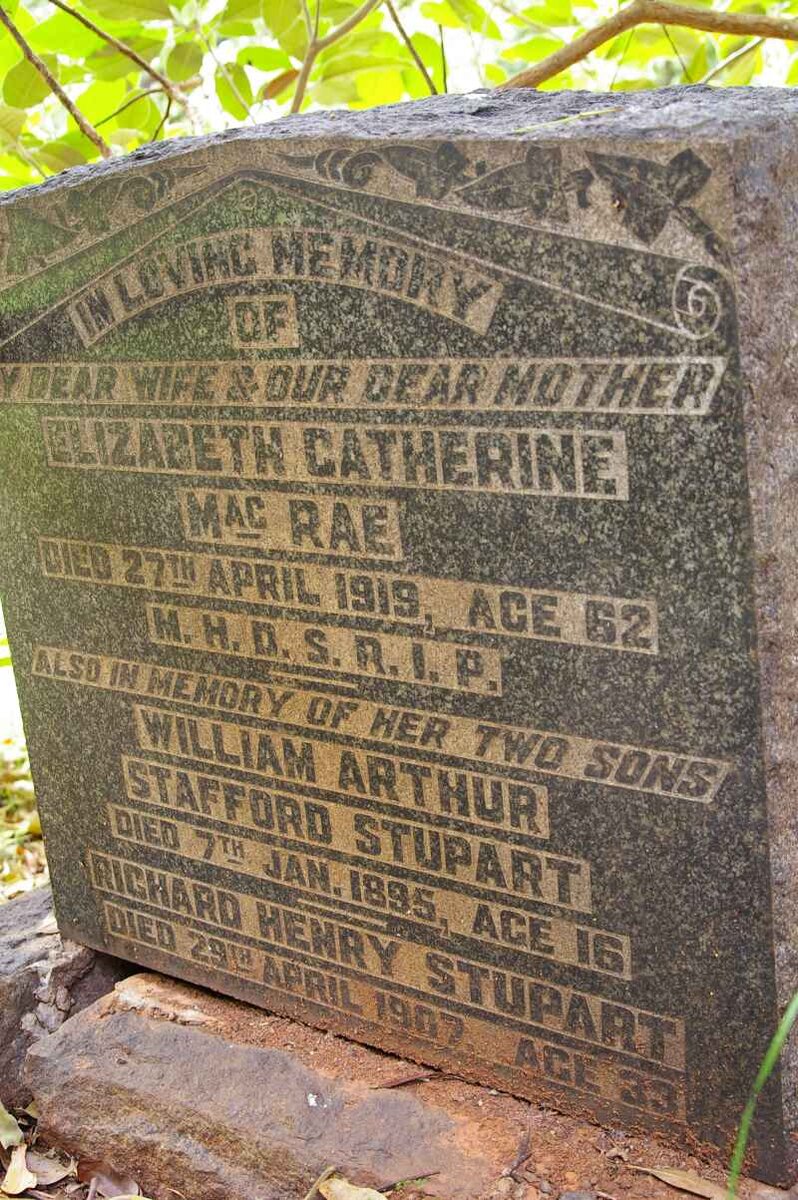 IN LOVING MEMORY
OF
Y DEAR WIFE & OUR DEAR MOTHER
ELIZABETH CATHERINE
MAC RAE
DIED 27TH APRIL 1919, AGE 62
M. H. D. S. R. I. P.
ALSO IN MEMORY OF HER TWO SONS
WILLIAM ARTHUR
STAFFORD STUPART
DIED 7TH JAN. 1895, AGE 16
RICHARD HENRY STUPART
DIED 29TH APRIL 1907 AGE 33